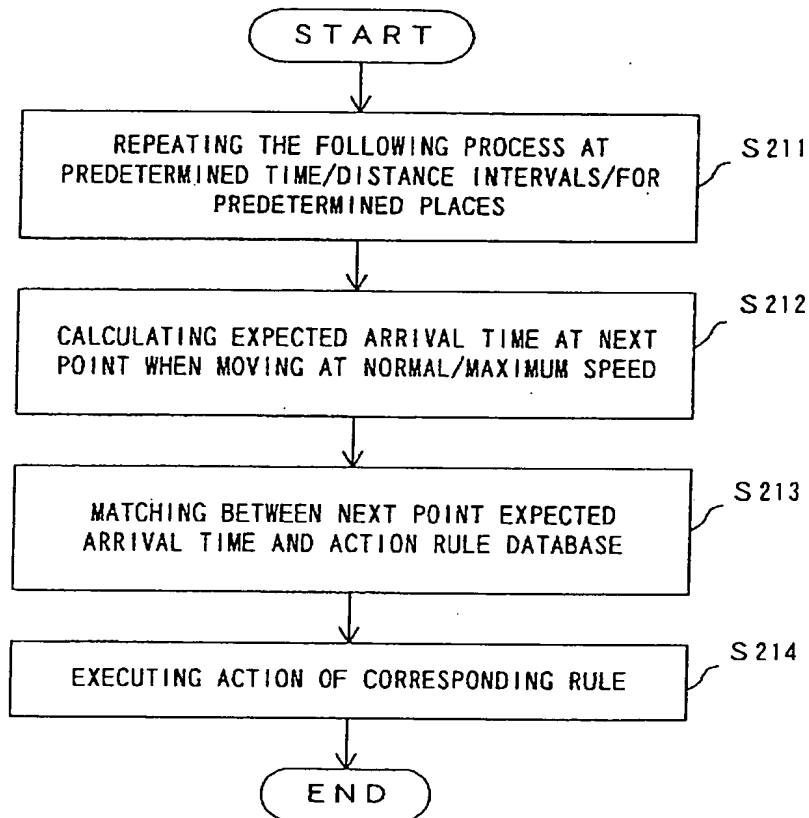 START
REPEATING THE FOLLOWING PROCESS AT
PREDETERMINED TIME/DISTANCE INTERVALS/FOR
PREDETERMINED PLACES
S211
CALCULATING EXPECTED ARRIVAL TIME AT NEXT
POINT WHEN MOVING AT NORMAL/MAXIMUM SPEED
S212
MATCHING BETWEEN NEXT POINT EXPECTED
ARRIVAL TIME AND ACTION RULE DATABASE
S213
EXECUTING ACTION OF CORRESPONDING RULE
S214
END